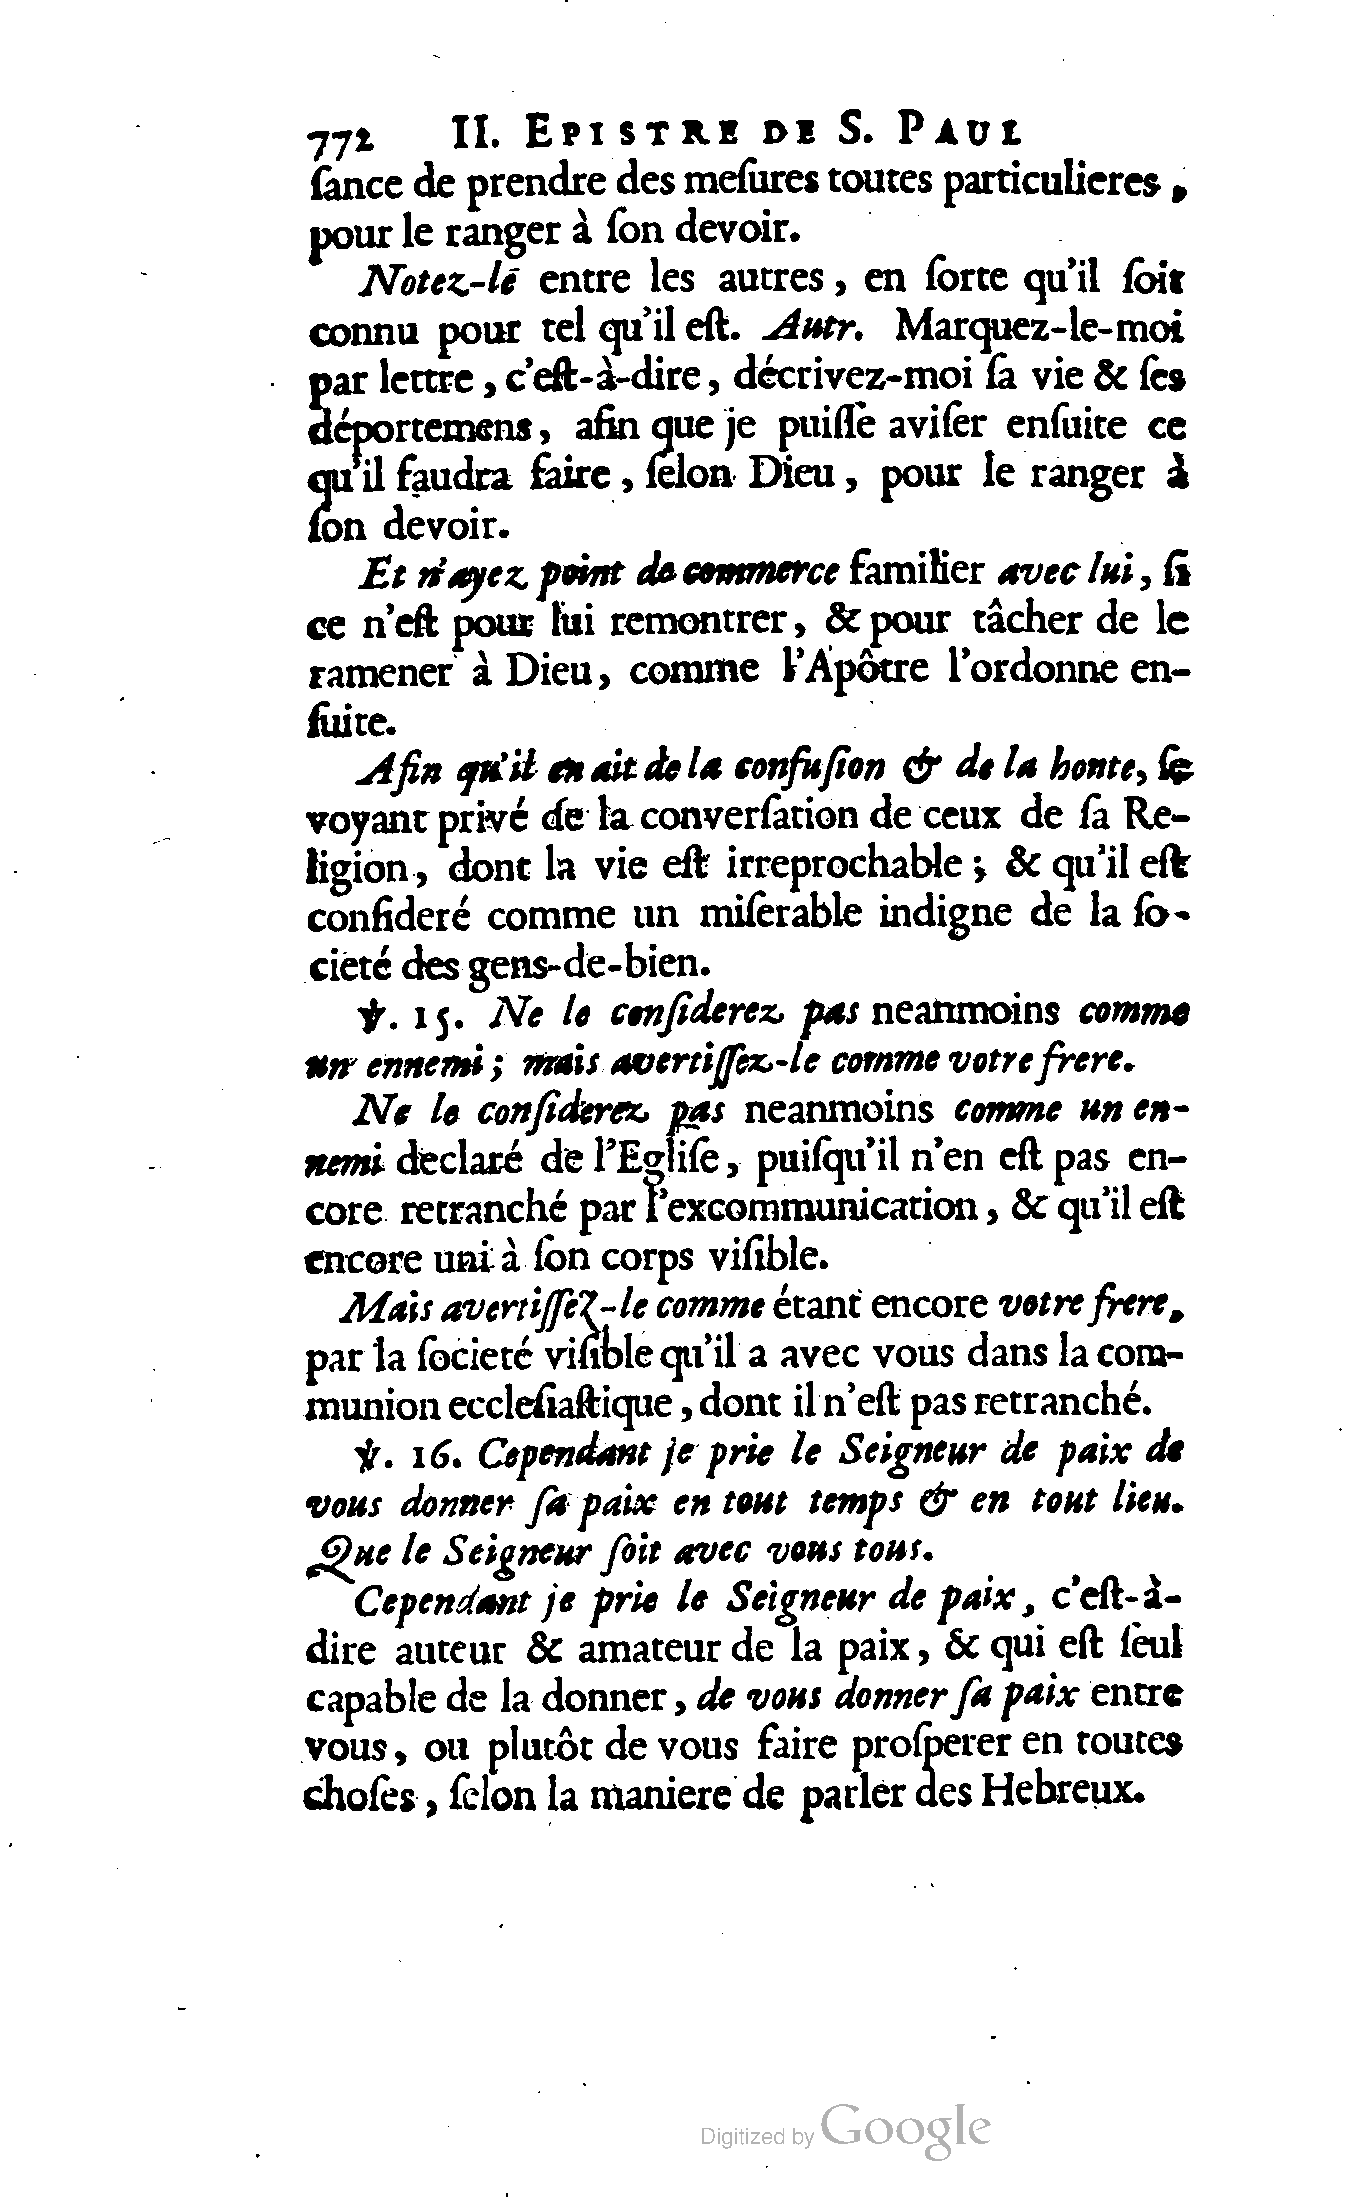 772 II. EPISTRE DE S. PAUL
ſance de prendre des meſures toutes particulieres,
pour le ranger à ſon devoir.
Notez-lé entre les autres, en ſorte qu'il ſoit
connu pour tel qu'il eſt. Autr. Marquez-le-moi
par lettre, c'eſt-à-dire, décrivez-moi ſa vie & ſes
déportemens, afin que je puiſſe aviſer enſuite ce
qu'il faudra faire, ſelon Dieu, pour le ranger à
ſon devoir.
Et n'ayez point de commerce familier avec lui, ſi
ce n'eſt pour lui remontrer, & pour tâcher de le
ramener à Dieu, comme l'Apôtre l'ordonne en-
ſuite.
Afin qu'il en ait de la confuſion & de la honte, ſe
voyant privé de la converſation de ceux de ſa Re-
ligion, dont la vie eſt irreprochable; & qu'il eſt
conſideré comme un miſerable indigne de la ſo-
cieté des gens-de-bien.
℣. 15. Ne le conſiderez pas neanmoins comme
un ennemi; mais avertiſſez-le comme votre frere.
Ne le conſiderez pas neanmoins comme un en-
nemi declaré de l'Egliſe, puiſqu'il n'en eſt pas en-
core retranché par l'excommunication, & qu'il eſt
encore uni à ſon corps viſible.
Mais avertiſſez-le comme étant encore votre frere,
par la ſocieté viſible qu'il a avec vous dans la com-
munion eccleſiaſtique, dont il n'eſt pas retranché.
℣. 16. Cependant je prie le Seigneur de paix de
vous donner ſa paix en tout temps & en tout lieu.
Que le Seigneur ſoit avec vous tous.
Cependant je prie le Seigneur de paix, c'eſt-à-
dire auteur & amateur de la paix, & qui eſt ſeul
capable de la donner, de vous donner ſa paix entre
vous, ou plutôt de vous faire proſperer en toutes
choſes, ſelon la maniere de parler des Hebreux.
Digitized by Google